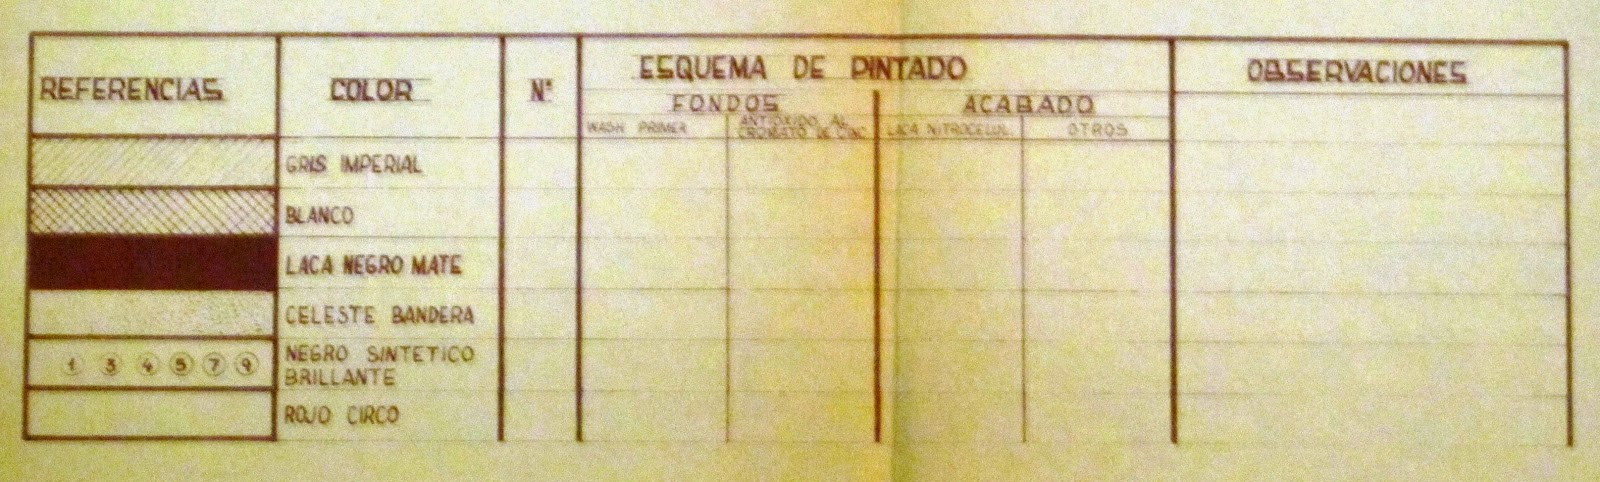 REFERENCIAS COLOR Nº ESQUEMA DE PINTADO OBSERVACIONES
FONDOS ACABADO
WASH PRIMER ANTIOXIDO AL CROMATO DE CINC LACA NITROCELUL. OTROS
GRIS IMPERIAL
BLANCO
LACA NEGRO MATE
CELESTE BANDERA
1 3 4 5 7 9 NEGRO SINTETICO
BRILLANTE
ROJO CIRCO